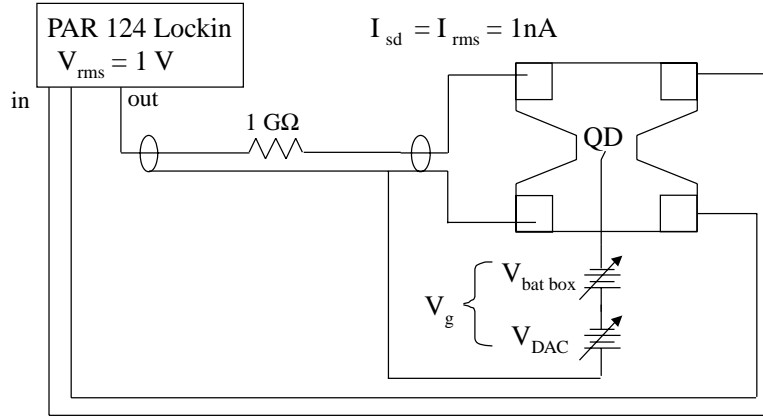 PAR 124 Lockin
V_rms = 1 V
I_sd = I_rms = 1nA
in
out
1 GΩ
QD
V_bat box
V_g
V_DAC